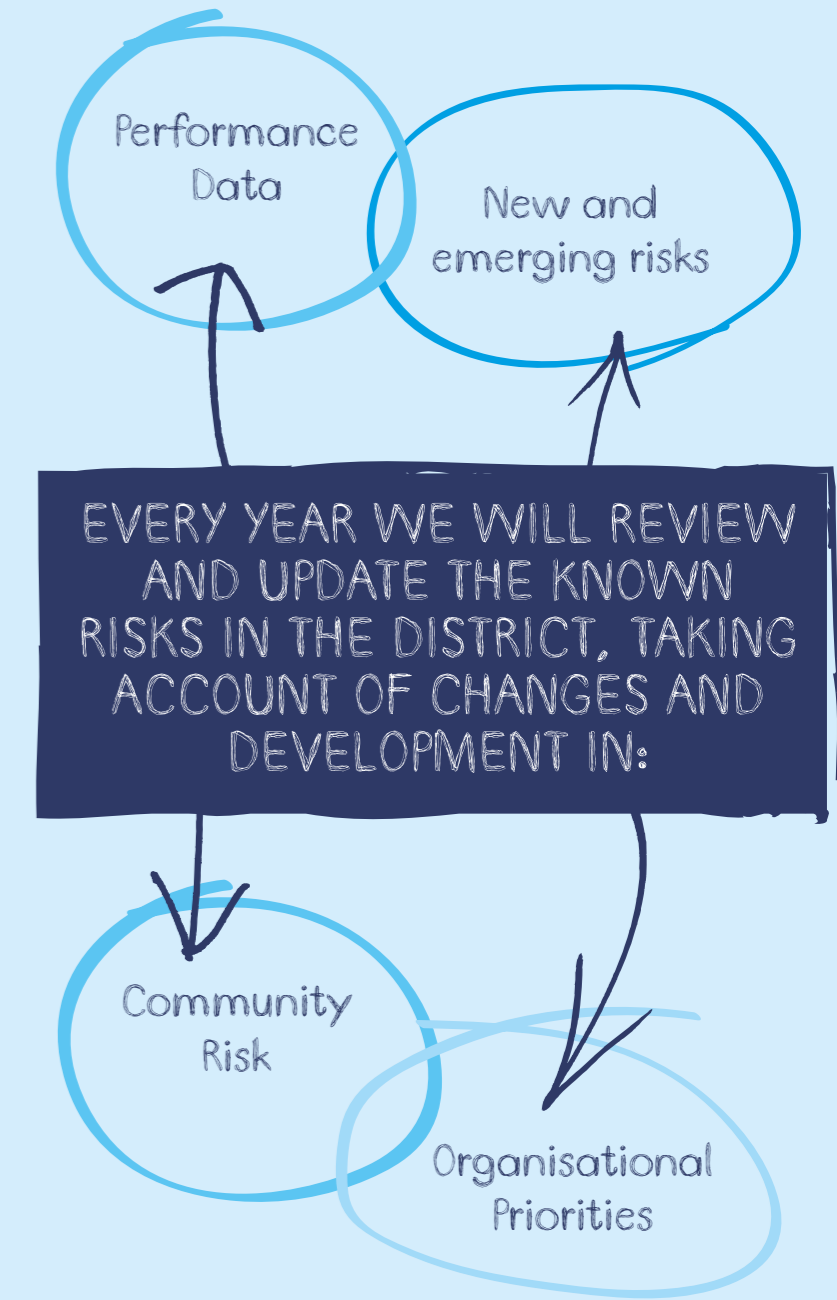 Performance
Data
New and
emerging risks
EVERY YEAR WE WILL REVIEW
AND UPDATE THE KNOWN
RISKS IN THE DISTRICT, TAKING
ACCOUNT OF CHANGES AND
DEVELOPMENT IN:
Community
Risk
Organisational
Priorities